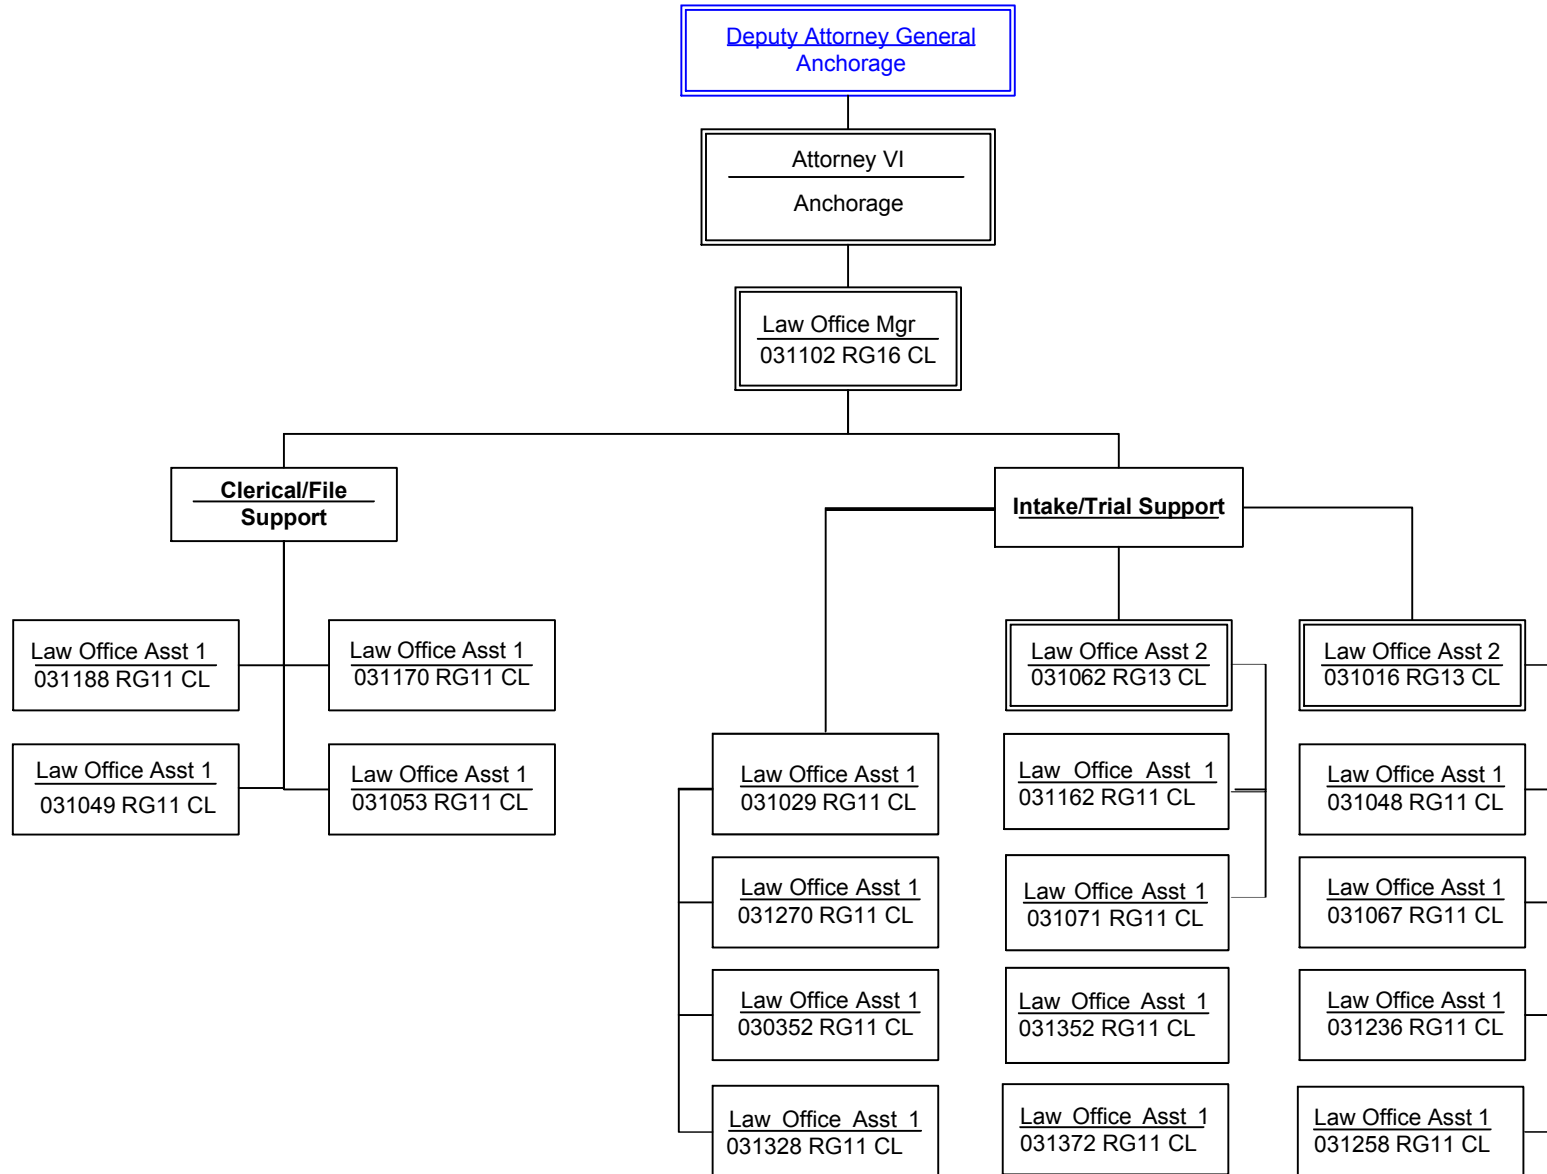 Deputy Attorney General
Anchorage
Attorney VI
Anchorage
Law Office Mgr
031102 RG16 CL
Clerical/File
Support
Intake/Trial Support
Law Office Asst 1
031188 RG11 CL
Law Office Asst 1
031170 RG11 CL
Law Office Asst 1
031049 RG11 CL
Law Office Asst 1
031053 RG11 CL
Law Office Asst 1
031029 RG11 CL
Law Office Asst 1
031270 RG11 CL
Law Office Asst 1
030352 RG11 CL
Law Office Asst 1
031328 RG11 CL
Law Office Asst 2
031062 RG13 CL
Law Office Asst 1
031162 RG11 CL
Law Office Asst 1
031071 RG11 CL
Law Office Asst 1
031352 RG11 CL
Law Office Asst 1
031372 RG11 CL
Law Office Asst 2
031016 RG13 CL
Law Office Asst 1
031048 RG11 CL
Law Office Asst 1
031067 RG11 CL
Law Office Asst 1
031236 RG11 CL
Law Office Asst 1
031258 RG11 CL